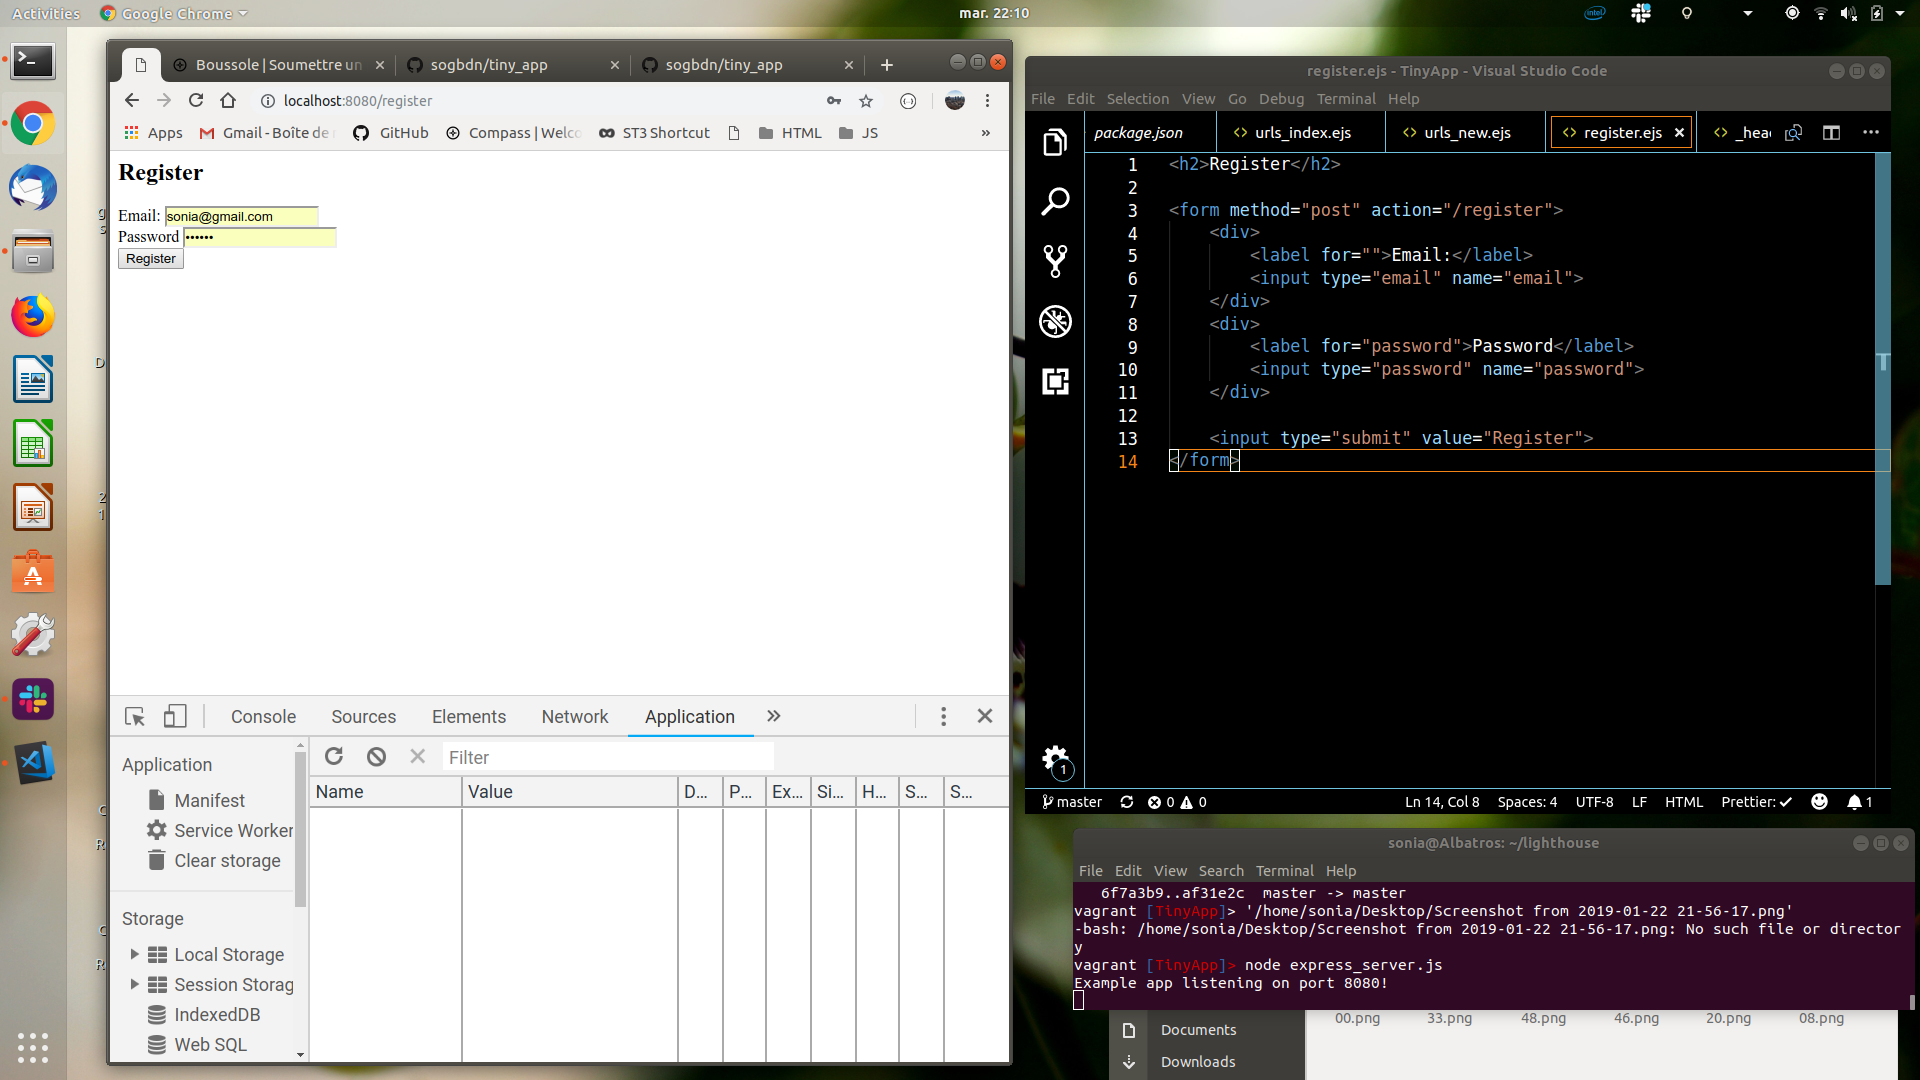 Activities
Google Chrome
mar. 22:10
intel
Boussole | Soumettre un
sogbdn/tiny_app
sogbdn/tiny_app
localhost:8080/register
Apps
Gmail - Boîte de
GitHub
Compass | Welco
ST3 Shortcut
HTML
JS
»
Register
Email: sonia@gmail.com
Password ••••••
Register
Console
Sources
Elements
Network
Application
Application
Manifest
Service Worker
Clear storage
Storage
Local Storage
Session Storag
IndexedDB
Web SQL
Filter
Name
Value
D...
P...
Ex...
Si...
H...
S...
S...
register.ejs - TinyApp - Visual Studio Code
File Edit Selection View Go Debug Terminal Help
package.json
urls_index.ejs
urls_new.ejs
register.ejs
_head
1 <h2>Register</h2>
2
3 <form method="post" action="/register">
4 <div>
5 <label for="">Email:</label>
6 <input type="email" name="email">
7 </div>
8 <div>
9 <label for="password">Password</label>
10 <input type="password" name="password">
11 </div>
12
13 <input type="submit" value="Register">
14 </form>
1
master
0
0
Ln 14, Col 8
Spaces: 4
UTF-8
LF
HTML
Prettier: ✓
1
sonia@Albatros: ~/lighthouse
File Edit View Search Terminal Help
6f7a3b9..af31e2c master -> master
vagrant [TinyApp]> '/home/sonia/Desktop/Screenshot from 2019-01-22 21-56-17.png'
-bash: /home/sonia/Desktop/Screenshot from 2019-01-22 21-56-17.png: No such file or director
y
vagrant [TinyApp]> node express_server.js
Example app listening on port 8080!
Documents
Downloads
00.png
33.png
48.png
46.png
20.png
08.png